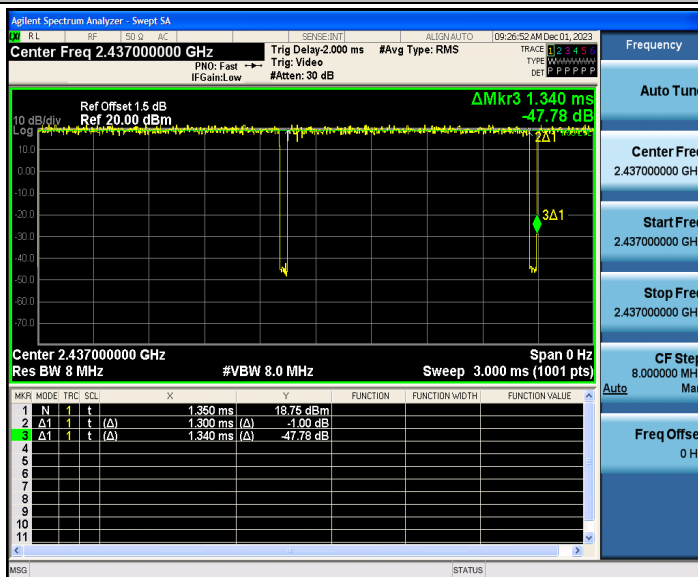 Agilent Spectrum Analyzer - Swept SA
LXI RL RF 50 Ω AC SENSE:INT ALIGNAUTO 09:26:52 AM Dec 01, 2023
Center Freq 2.437000000 GHz
PNO: Fast
IFGain:Low
Trig Delay-2.000 ms
Trig: Video
#Atten: 30 dB
#Avg Type: RMS
TRACE 1 2 3 4 5 6
TYPE W
DET P P P P P P
ΔMkr3 1.340 ms
-47.78 dB
Ref Offset 1.5 dB
Ref 20.00 dBm
10 dB/div
Log
10.0
0.00
-10.0
-20.0
-30.0
-50.0
-60.0
-70.0
1
2Δ1
3Δ1
Center 2.437000000 GHz Span 0 Hz
Res BW 8 MHz #VBW 8.0 MHz Sweep 3.000 ms (1001 pts)
MKR MODE TRC SCL X Y FUNCTION FUNCTION WIDTH FUNCTION VALUE
1 N 1 t 1.350 ms 18.75 dBm
2 Δ1 1 t (Δ) 1.300 ms (Δ) -1.00 dB
3 Δ1 1 t (Δ) 1.340 ms (Δ) -47.78 dB
4
5
6
7
8
9
10
11
MSG STATUS
Frequency
Auto Tun
Center Fre
2.437000000 GH
Start Fre
2.437000000 GH
Stop Fre
2.437000000 GH
CF Step
8.000000 MH
Auto Ma
Freq Offse
0 H